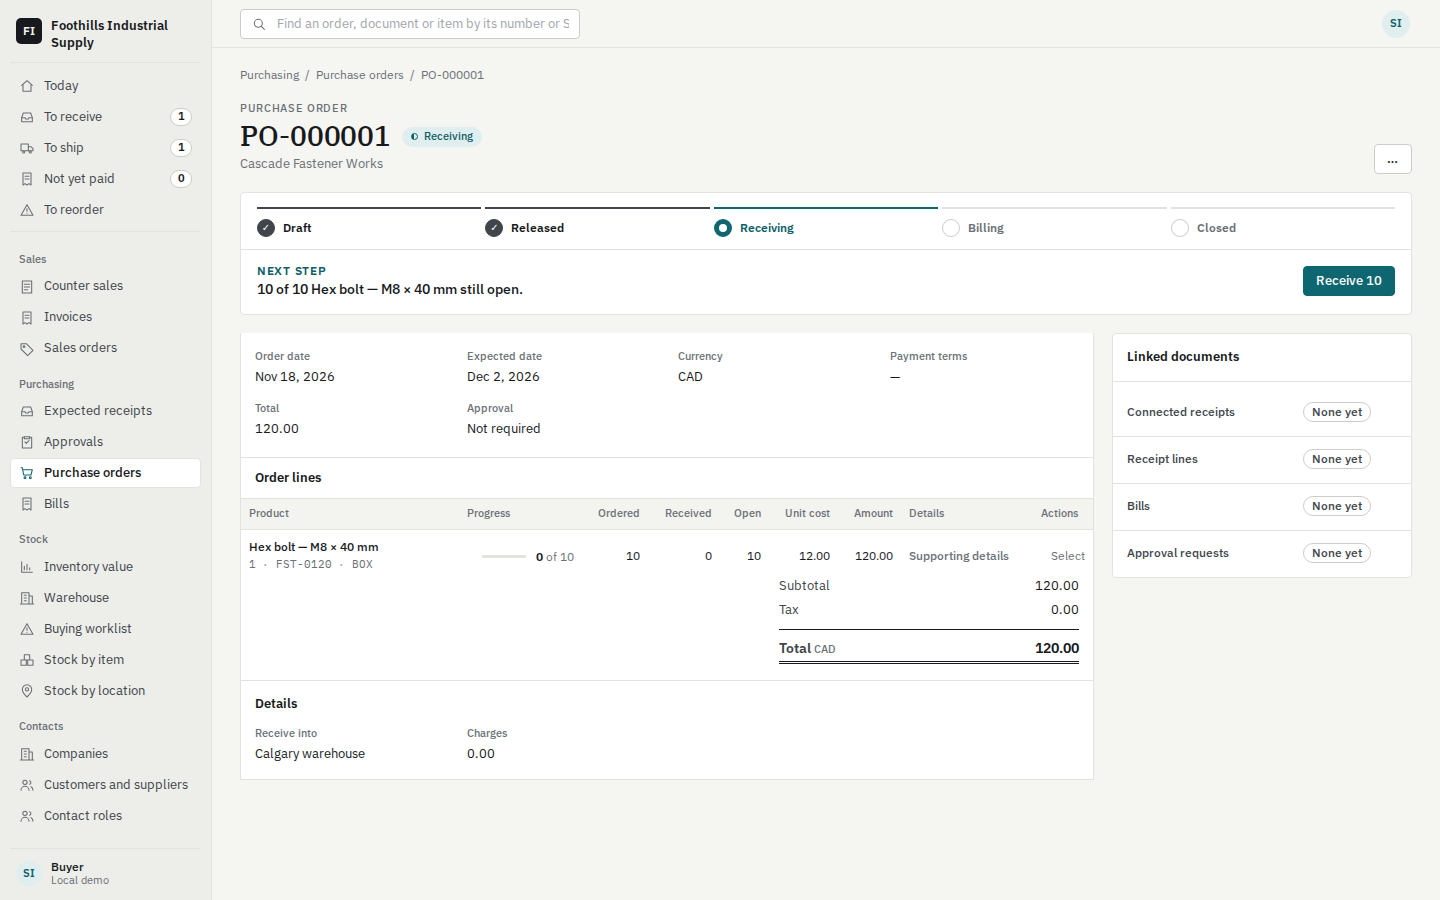 FI
Foothills Industrial
Supply
Find an order, document or item by its number or S
SI
Today
To receive 1
To ship 1
Not yet paid 0
To reorder
Sales
Counter sales
Invoices
Sales orders
Purchasing
Expected receipts
Approvals
Purchase orders
Bills
Stock
Inventory value
Warehouse
Buying worklist
Stock by item
Stock by location
Contacts
Companies
Customers and suppliers
Contact roles
SI
Buyer
Local demo
Purchasing / Purchase orders / PO-000001
PURCHASE ORDER
PO-000001 Receiving
Cascade Fastener Works
...
Draft Released Receiving Billing Closed
NEXT STEP
10 of 10 Hex bolt — M8 × 40 mm still open.
Receive 10
Order date Expected date Currency Payment terms
Nov 18, 2026 Dec 2, 2026 CAD —
Total Approval
120.00 Not required
Order lines
Product Progress Ordered Received Open Unit cost Amount Details Actions
Hex bolt — M8 × 40 mm
1 · FST-0120 · BOX
0 of 10 10 0 10 12.00 120.00 Supporting details Select
Subtotal 120.00
Tax 0.00
Total CAD 120.00
Details
Receive into Charges
Calgary warehouse 0.00
Linked documents
Connected receipts None yet
Receipt lines None yet
Bills None yet
Approval requests None yet